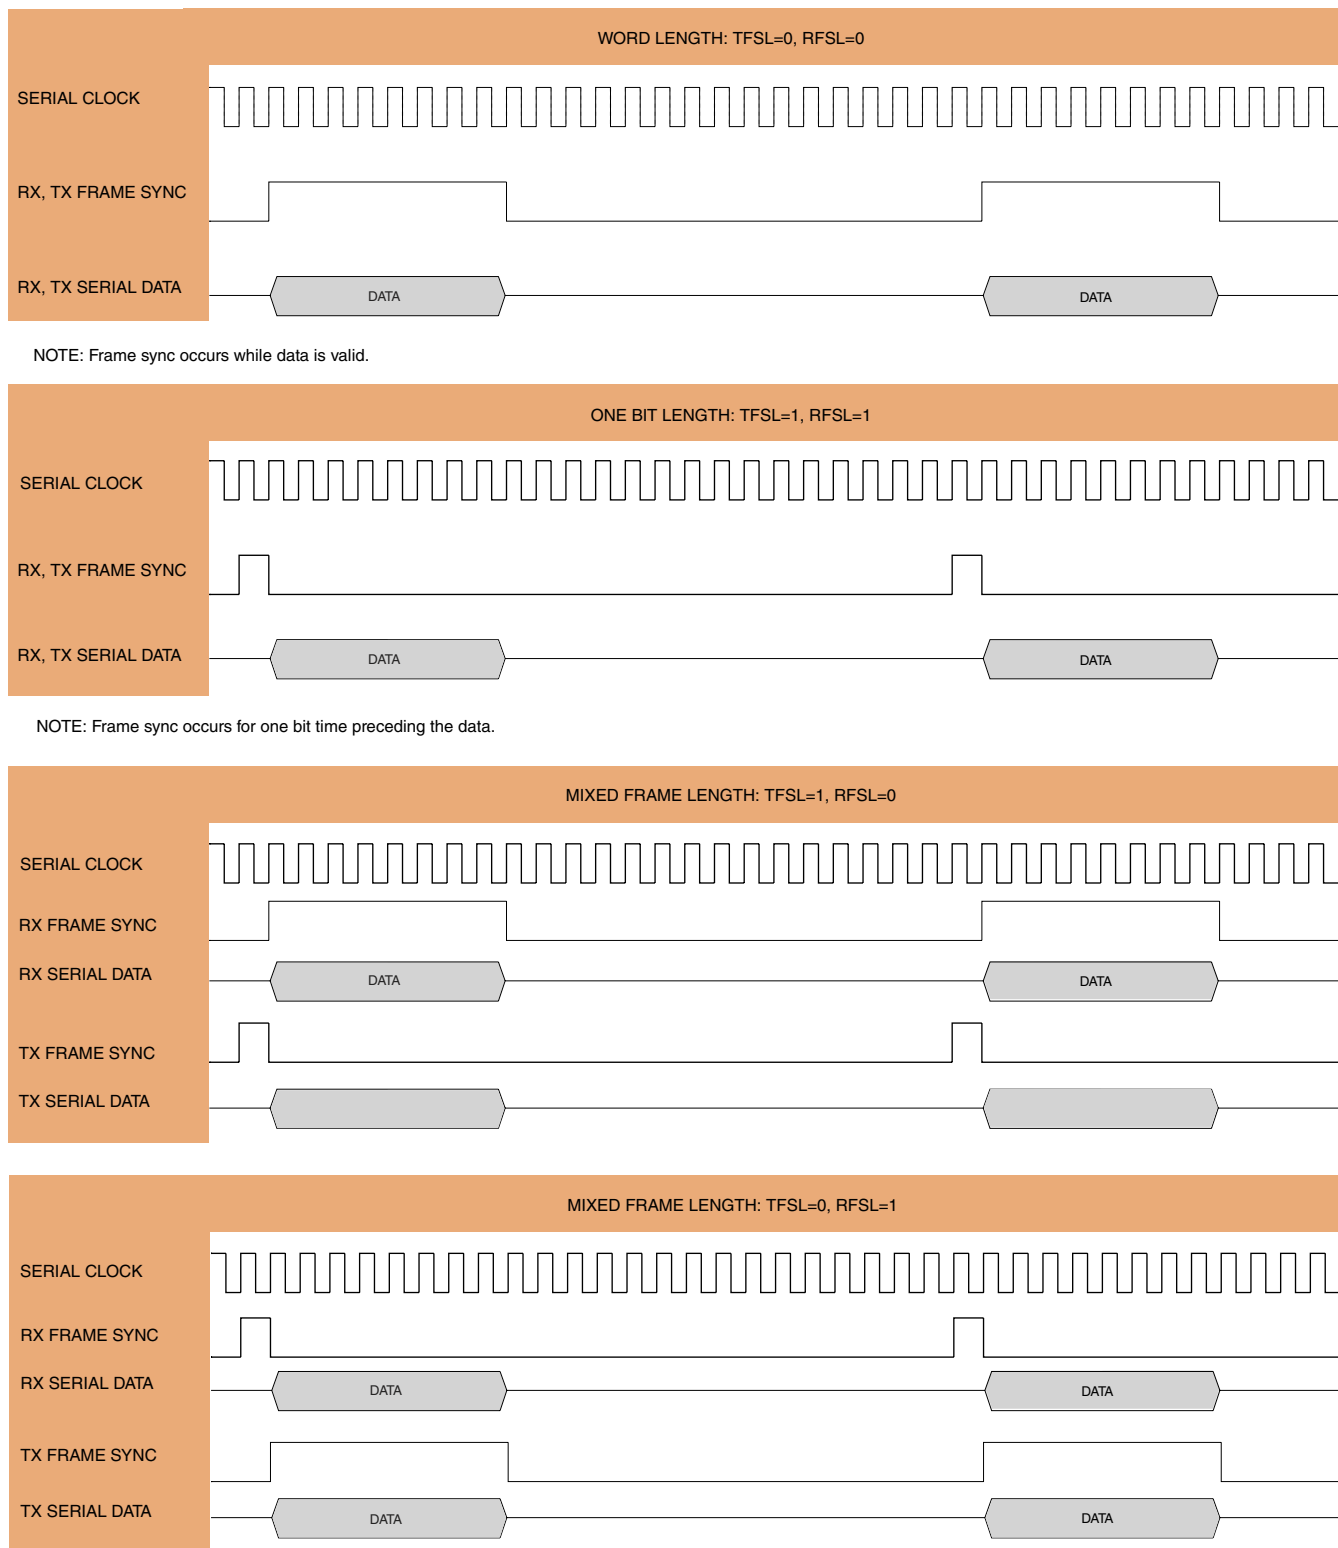 WORD LENGTH: TFSL=0, RFSL=0
SERIAL CLOCK
RX, TX FRAME SYNC
RX, TX SERIAL DATA
DATA
DATA
NOTE: Frame sync occurs while data is valid.
ONE BIT LENGTH: TFSL=1, RFSL=1
SERIAL CLOCK
RX, TX FRAME SYNC
RX, TX SERIAL DATA
DATA
DATA
NOTE: Frame sync occurs for one bit time preceding the data.
MIXED FRAME LENGTH: TFSL=1, RFSL=0
SERIAL CLOCK
RX FRAME SYNC
RX SERIAL DATA
DATA
DATA
TX FRAME SYNC
TX SERIAL DATA
MIXED FRAME LENGTH: TFSL=0, RFSL=1
SERIAL CLOCK
RX FRAME SYNC
RX SERIAL DATA
DATA
DATA
TX FRAME SYNC
TX SERIAL DATA
DATA
DATA